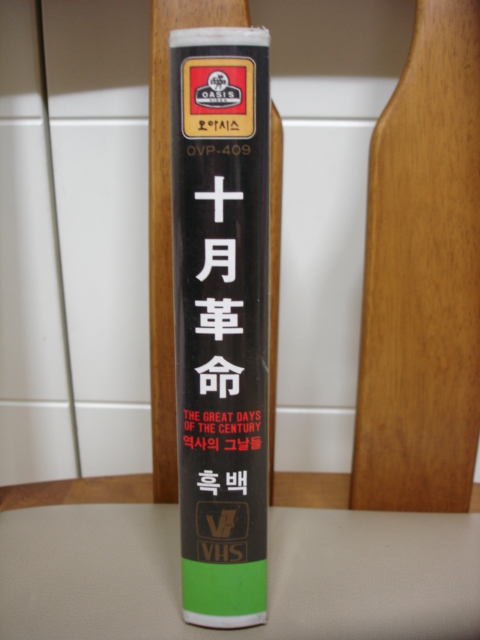 OASIS
VIDEO
오아시스
OVP-409
十月革命
THE GREAT DAYS
OF THE CENTURY
역사의 그날들
흑백
VHS